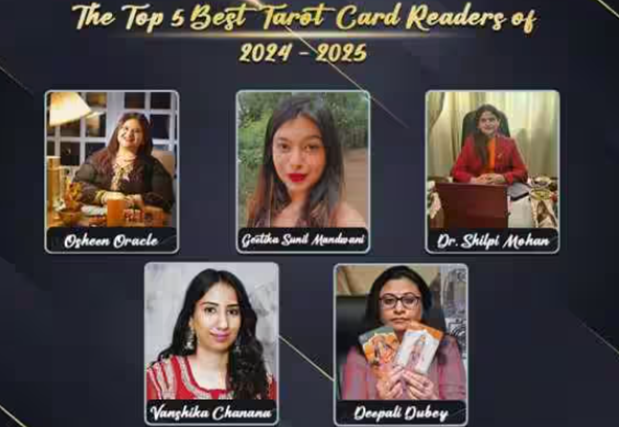 The Top 5 Best Tarot Card Readers of
2024 - 2025
Osheen Oracle
Geetika Sunil Mandwani
Dr. Shilpi Mohan
Vanshika Chanana
Deepali Dubey